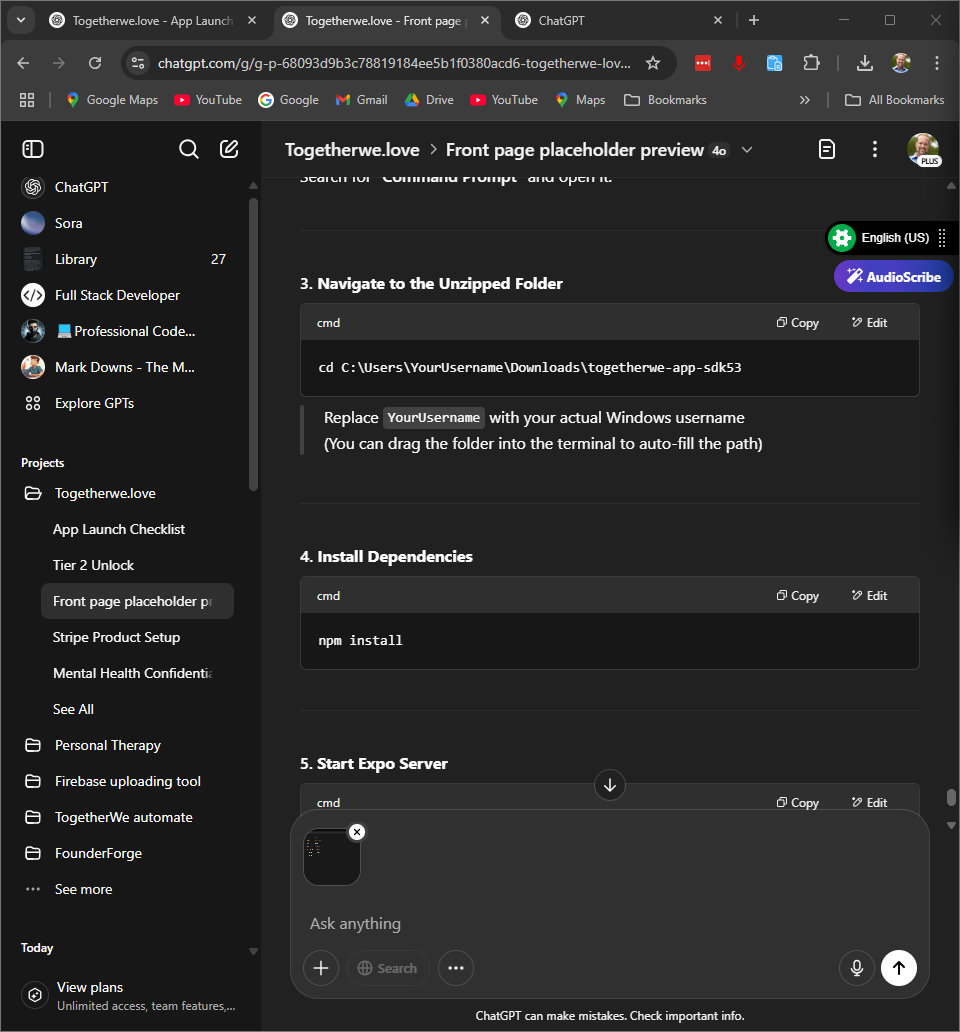 Togetherwe.love - App Launch
Togetherwe.love - Front page
ChatGPT
chatgpt.com/g/g-p-68093d9b3c78819184ee5b1f0380acd6-togetherwe-lov...
Google Maps
YouTube
Google
Gmail
Drive
YouTube
Maps
Bookmarks
All Bookmarks
ChatGPT
Sora
Library 27
Full Stack Developer
💻Professional Code...
Mark Downs - The M...
Explore GPTs
Projects
Togetherwe.love
App Launch Checklist
Tier 2 Unlock
Front page placeholder pr
Stripe Product Setup
Mental Health Confidentia
See All
Personal Therapy
Firebase uploading tool
TogetherWe automate
FounderForge
See more
Today
View plans
Unlimited access, team features,...
Togetherwe.love > Front page placeholder preview 4o
PLUS
Search for "Command Prompt" and open it.
English (US)
AudioScribe
3. Navigate to the Unzipped Folder
cmd Copy Edit
cd C:\Users\YourUsername\Downloads\togetherwe-app-sdk53
Replace YourUsername with your actual Windows username
(You can drag the folder into the terminal to auto-fill the path)
4. Install Dependencies
cmd Copy Edit
npm install
5. Start Expo Server
cmd Copy Edit
Ask anything
Search
ChatGPT can make mistakes. Check important info.